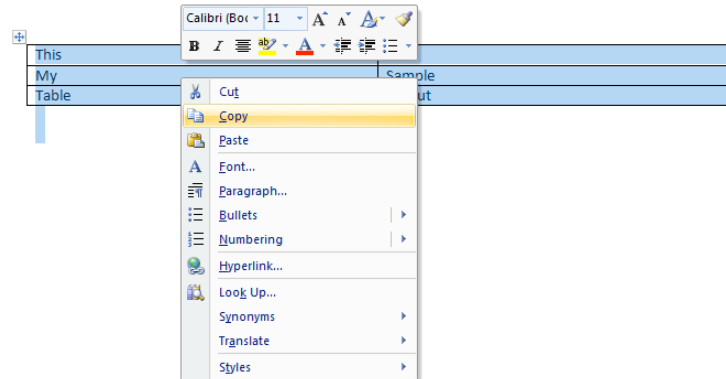 Calibri (Boc 11 A A A
B I ab A
This
My Sample
Table ut
Cut
Copy
Paste
A Font...
Paragraph...
Bullets
Numbering
Hyperlink...
Look Up...
Synonyms
Translate
Styles